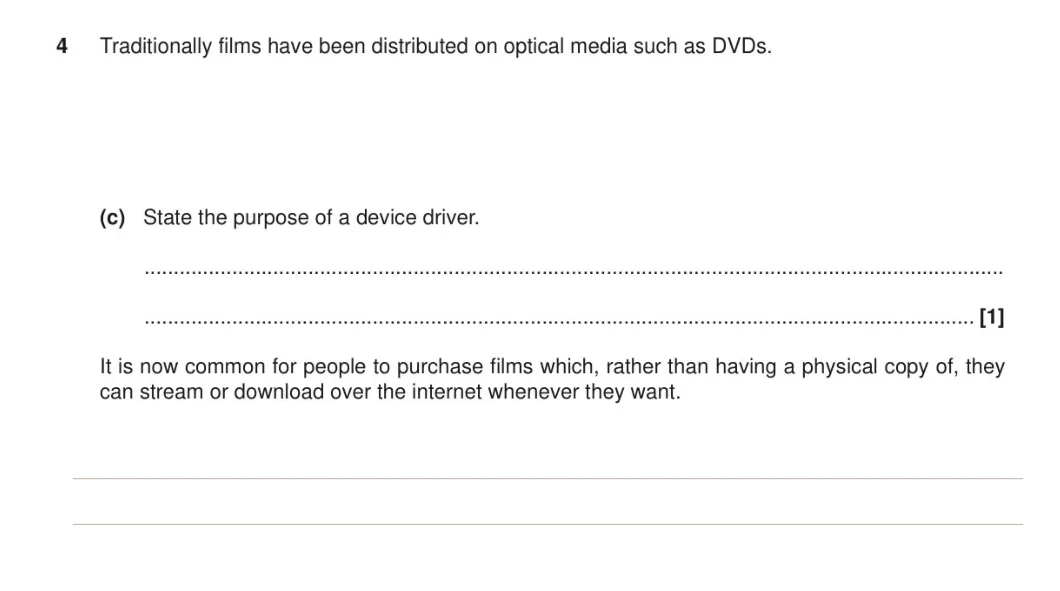 4 Traditionally films have been distributed on optical media such as DVDs.
(c) State the purpose of a device driver.
...................................................................................................................................................
.............................................................................................................................................. [1]
It is now common for people to purchase films which, rather than having a physical copy of, they
can stream or download over the internet whenever they want.